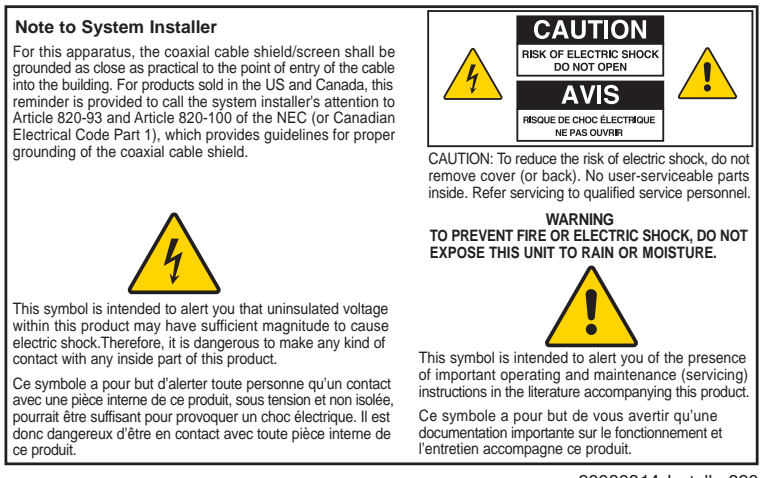 Note to System Installer
For this apparatus, the coaxial cable shield/screen shall be
grounded as close as practical to the point of entry of the cable
into the building. For products sold in the US and Canada, this
reminder is provided to call the system installer's attention to
Article 820-93 and Article 820-100 of the NEC (or Canadian
Electrical Code Part 1), which provides guidelines for proper
grounding of the coaxial cable shield.
This symbol is intended to alert you that uninsulated voltage
within this product may have sufficient magnitude to cause
electric shock.Therefore, it is dangerous to make any kind of
contact with any inside part of this product.
Ce symbole a pour but d'alerter toute personne qu'un contact
avec une pièce interne de ce produit, sous tension et non isolée,
pourrait être suffisant pour provoquer un choc électrique. Il est
donc dangereux d'être en contact avec toute pièce interne de
ce produit.
CAUTION
RISK OF ELECTRIC SHOCK
DO NOT OPEN
AVIS
RISQUE DE CHOC ÉLECTRIQUE
NE PAS OUVRIR
CAUTION: To reduce the risk of electric shock, do not
remove cover (or back). No user-serviceable parts
inside. Refer servicing to qualified service personnel.
WARNING
TO PREVENT FIRE OR ELECTRIC SHOCK, DO NOT
EXPOSE THIS UNIT TO RAIN OR MOISTURE.
This symbol is intended to alert you of the presence
of important operating and maintenance (servicing)
instructions in the literature accompanying this product.
Ce symbole a pour but de vous avertir qu'une
documentation importante sur le fonctionnement et
l'entretien accompagne ce produit.